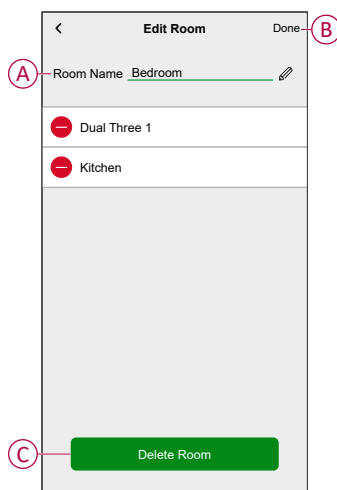 Edit Room
Done
B
A
Room Name Bedroom
Dual Three 1
Kitchen
C
Delete Room